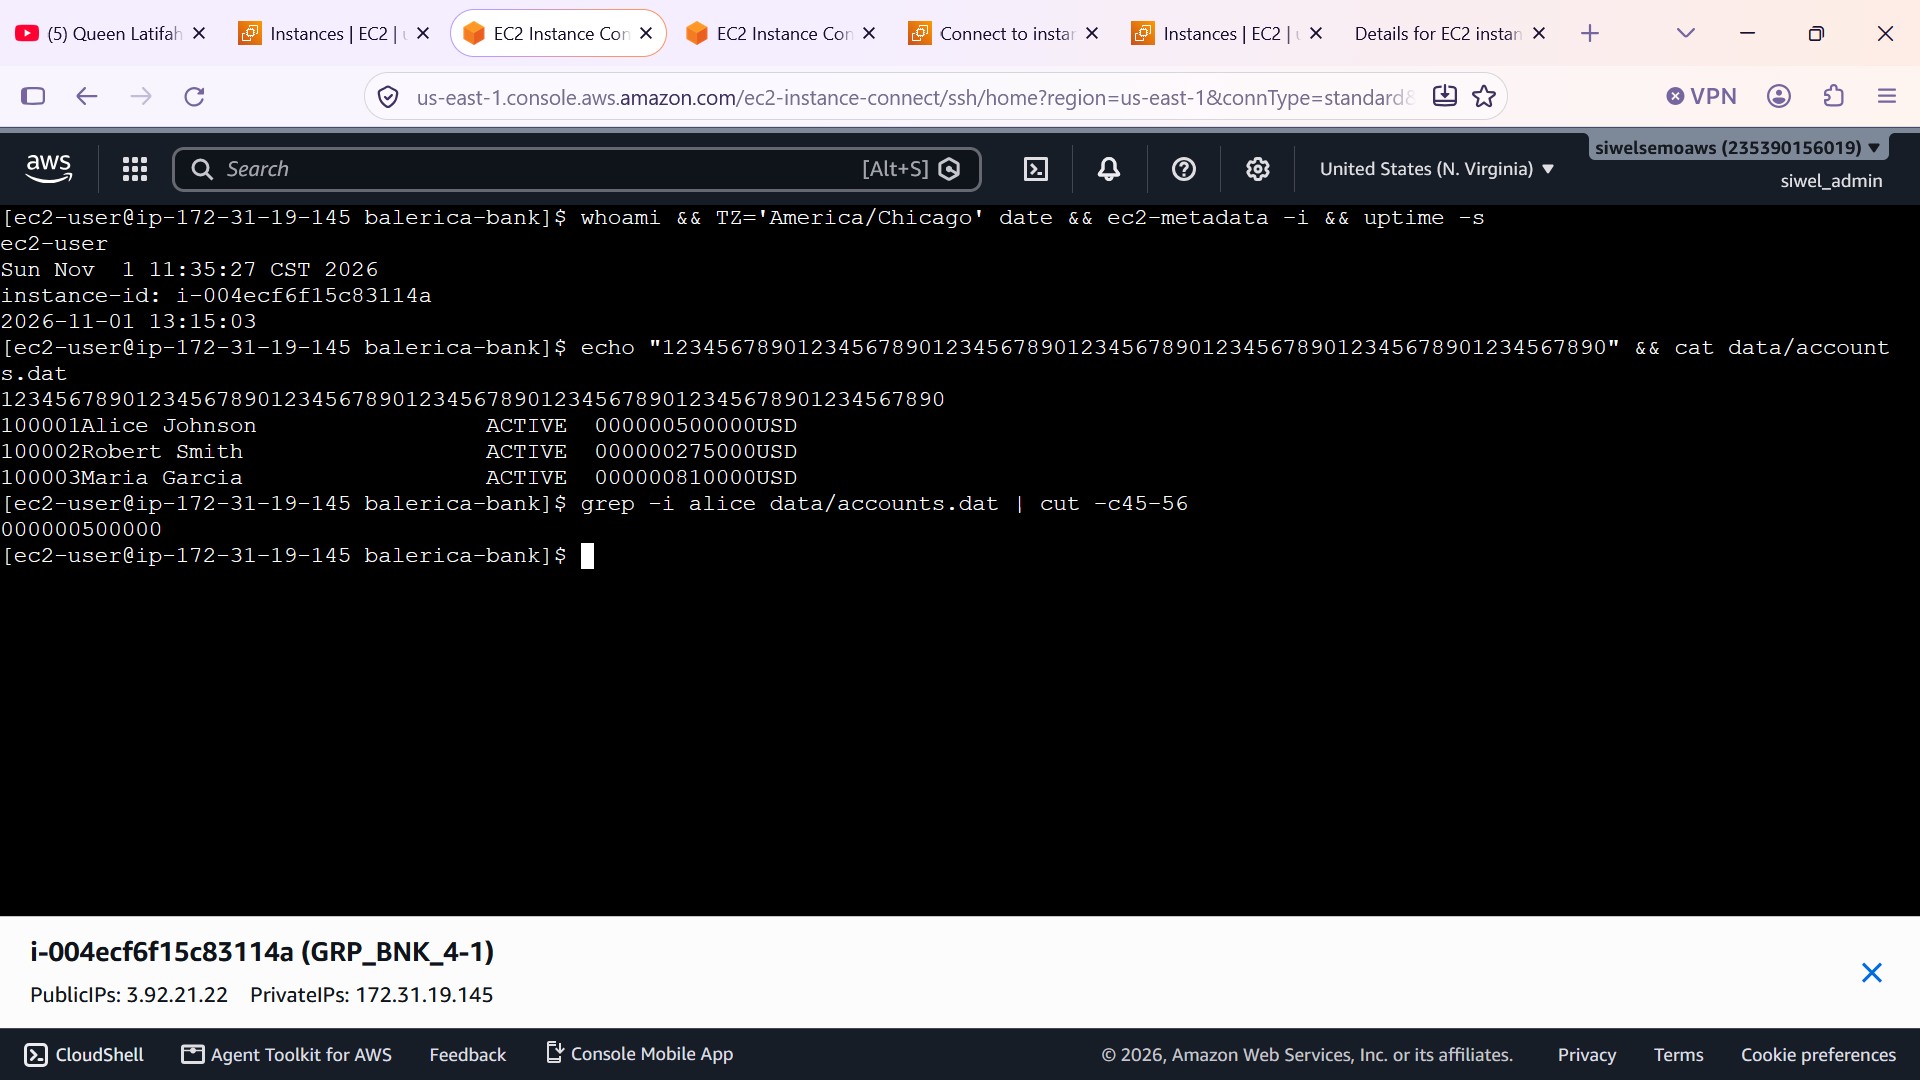 (5) Queen Latifah
Instances | EC2 |
EC2 Instance Con
EC2 Instance Con
Connect to instan
Instances | EC2 |
Details for EC2 instan
us-east-1.console.aws.amazon.com/ec2-instance-connect/ssh/home?region=us-east-1&connType=standard&
VPN
aws
Search
[Alt+S]
United States (N. Virginia)
siwelsemoaws (235390156019)
siwel_admin
[ec2-user@ip-172-31-19-145 balerica-bank]$ whoami && TZ='America/Chicago' date && ec2-metadata -i && uptime -s
ec2-user
Sun Nov  1 11:35:27 CST 2026
instance-id: i-004ecf6f15c83114a
2026-11-01 13:15:03
[ec2-user@ip-172-31-19-145 balerica-bank]$ echo "1234567890123456789012345678901234567890123456789012345678901234567890" && cat data/account
s.dat
1234567890123456789012345678901234567890123456789012345678901234567890
100001Alice Johnson                 ACTIVE  000000500000USD
100002Robert Smith                  ACTIVE  000000275000USD
100003Maria Garcia                  ACTIVE  000000810000USD
[ec2-user@ip-172-31-19-145 balerica-bank]$ grep -i alice data/accounts.dat | cut -c45-56
000000500000
[ec2-user@ip-172-31-19-145 balerica-bank]$
i-004ecf6f15c83114a (GRP_BNK_4-1)
PublicIPs: 3.92.21.22 PrivateIPs: 172.31.19.145
CloudShell
Agent Toolkit for AWS
Feedback
Console Mobile App
© 2026, Amazon Web Services, Inc. or its affiliates.
Privacy
Terms
Cookie preferences